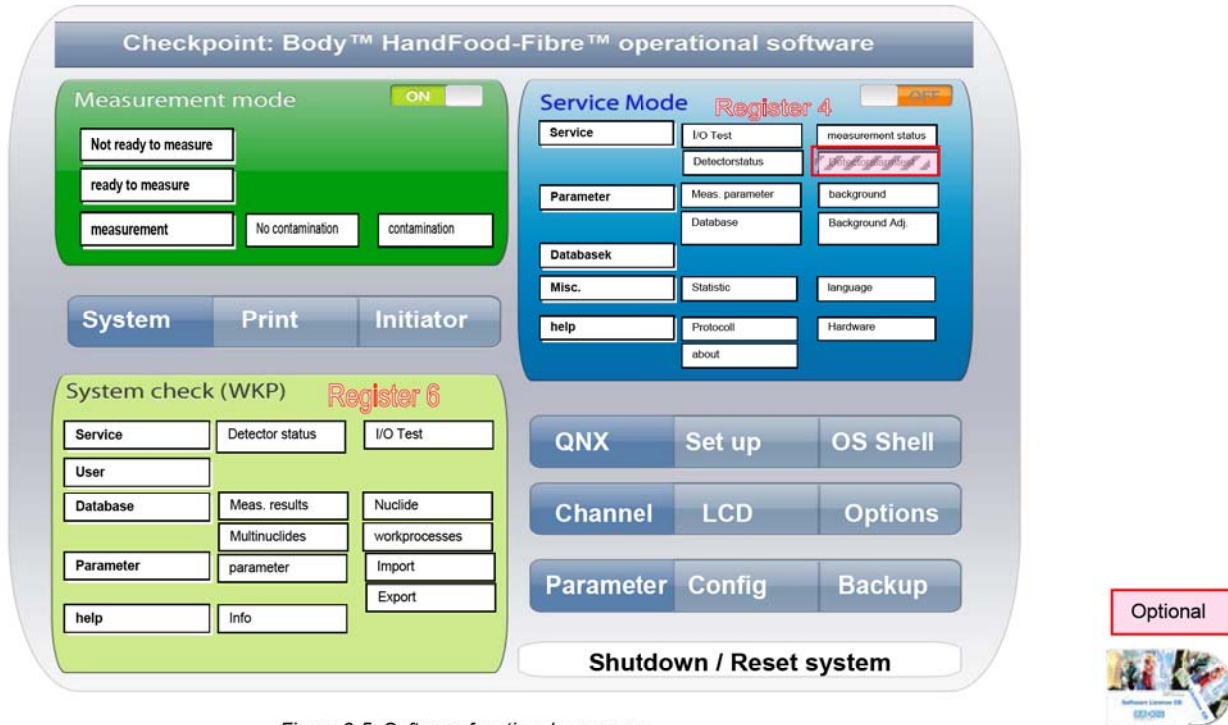 Checkpoint: Body™ HandFood-Fibre™ operational software
Measurement mode
ON
Not ready to measure
ready to measure
measurement
No contamination
contamination
Service Mode
Register 4
OFF
Service
I/O Test
measurement status
Detectorstatus
Parameter
Meas. parameter
background
Database
Background Adj.
Databasek
Misc.
Statistic
language
help
Protocoll
Hardware
about
System
Print
Initiator
System check (WKP)
Register 6
Service
Detector status
I/O Test
User
Database
Meas. results
Nuclide
Multinuclides
workprocesses
Parameter
parameter
Import
Export
help
Info
QNX
Set up
OS Shell
Channel
LCD
Options
Parameter
Config
Backup
Shutdown / Reset system
Optional
Software License CD